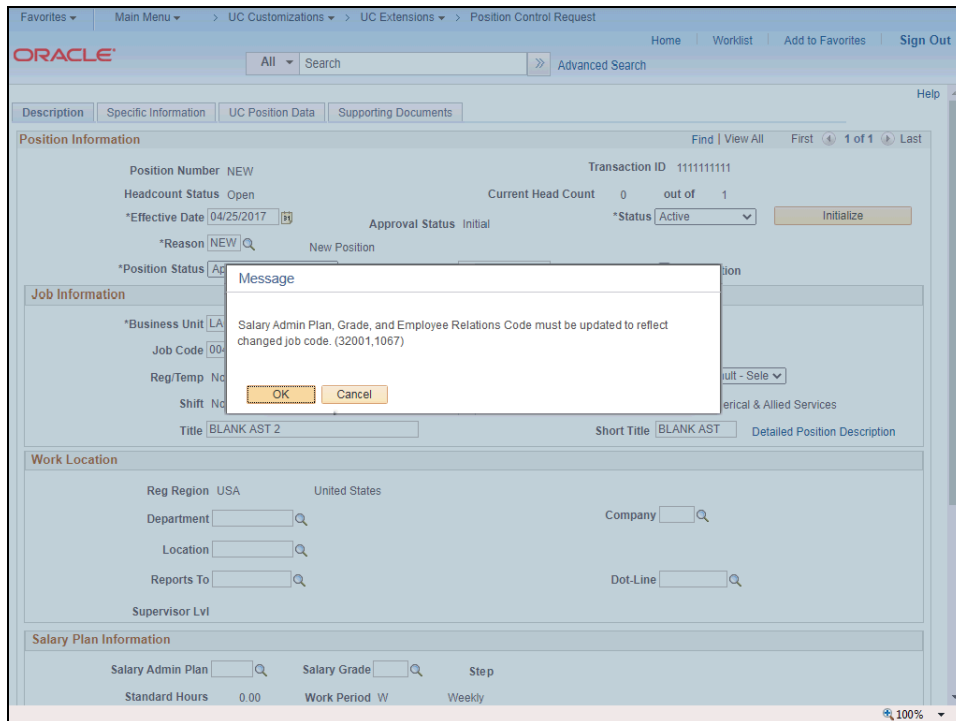 Favorites Main Menu > UC Customizations > UC Extensions > Position Control Request
Home Worklist Add to Favorites Sign Out
ORACLE
All Search Advanced Search
Help
Description Specific Information UC Position Data Supporting Documents
Position Information Find | View All First 1 of 1 Last
Position Number NEW Transaction ID 1111111111
Headcount Status Open Current Head Count 0 out of 1
*Effective Date 04/25/2017 Approval Status Initial *Status Active Initialize
*Reason NEW New Position
*Position Status
Message
Job Information
Salary Admin Plan, Grade, and Employee Relations Code must be updated to reflect
changed job code. (32001,1067)
*Business Unit
Job Code
Reg/Temp
OK Cancel
Shift & Allied Services
Title BLANK AST 2 Short Title BLANK AST Detailed Position Description
Work Location
Reg Region USA United States
Department Company
Location
Reports To Dot-Line
Supervisor Lvl
Salary Plan Information
Salary Admin Plan Salary Grade Step
Standard Hours 0.00 Work Period W Weekly
100%